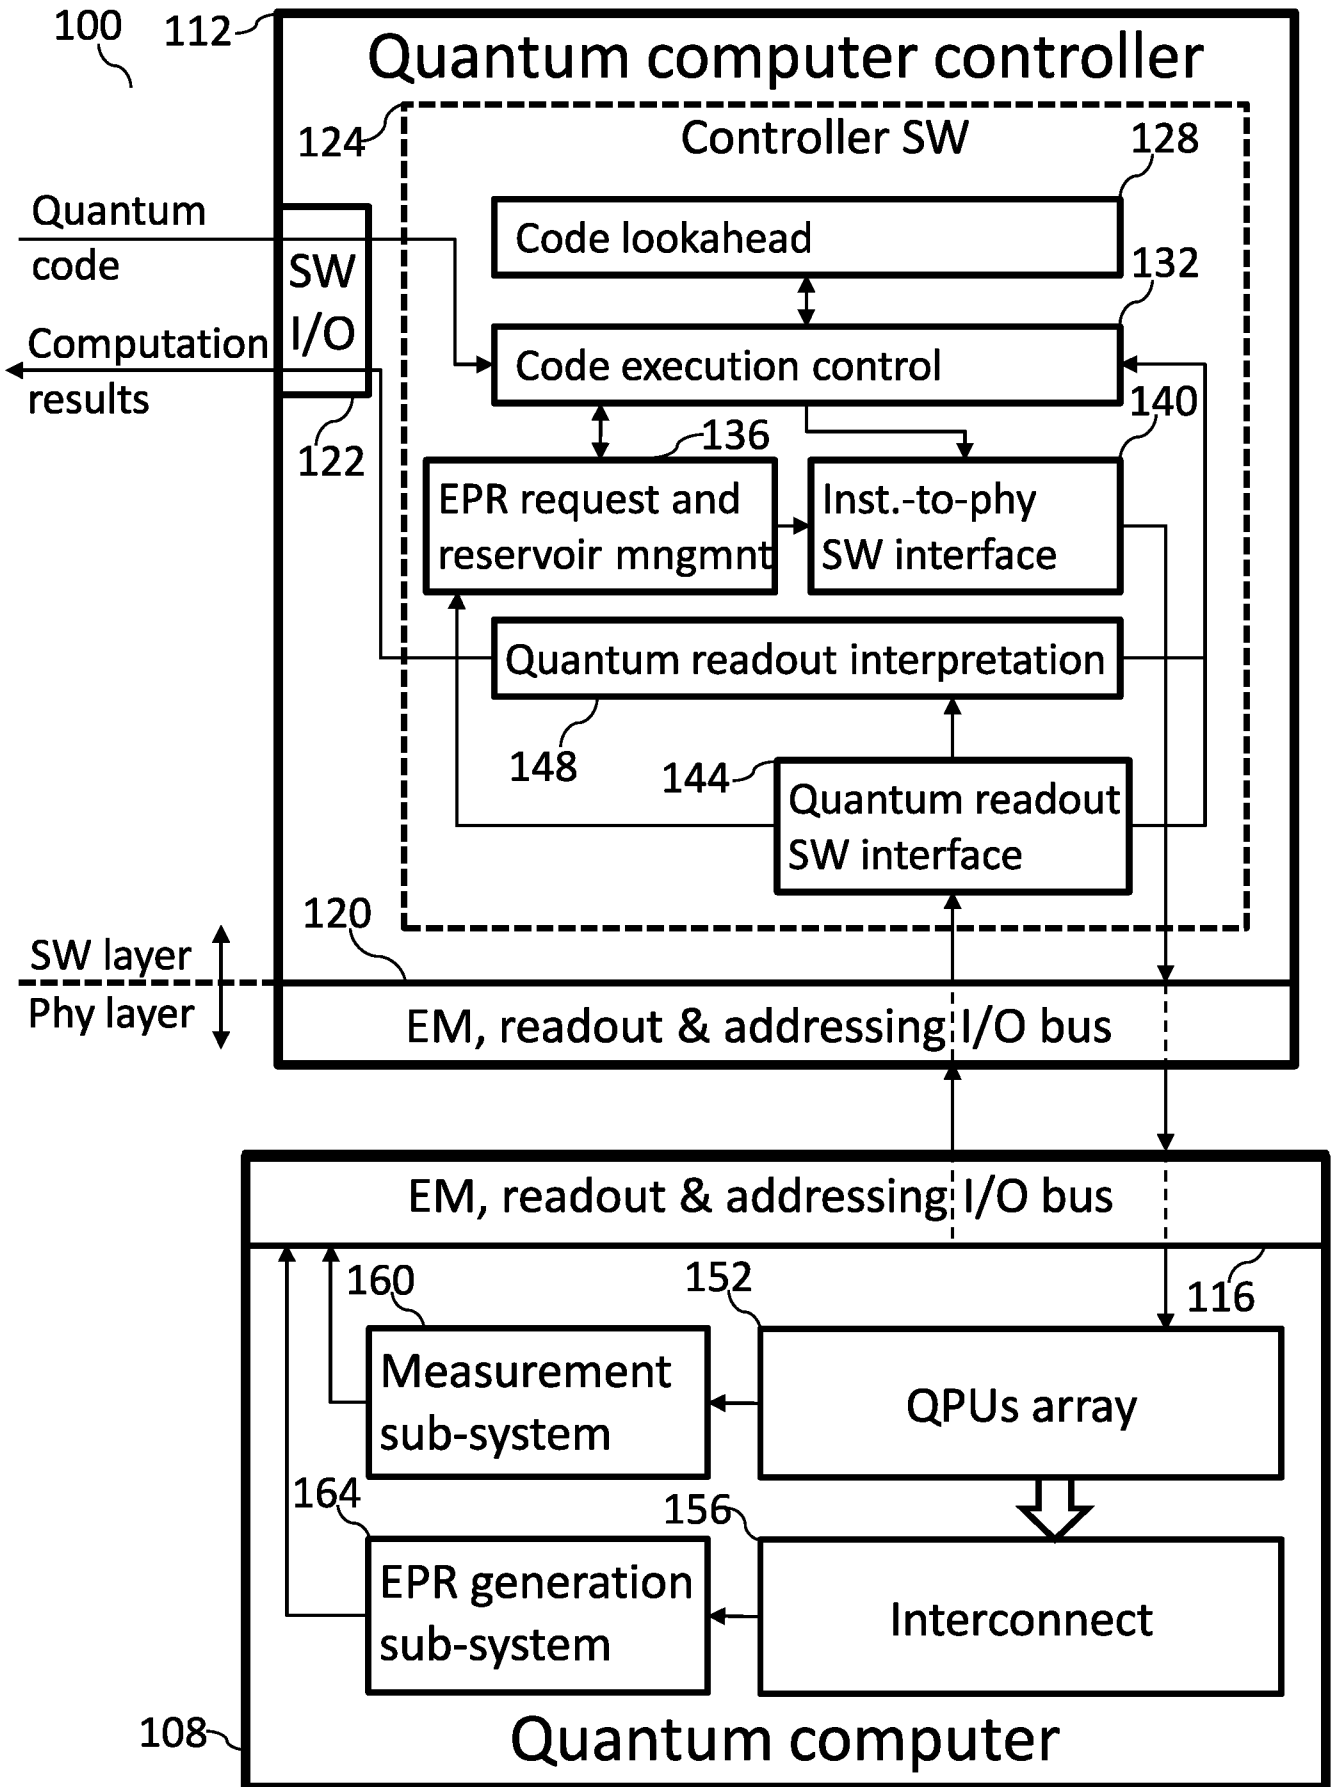 100
112
Quantum computer controller
124
Controller SW
128
Quantum
code
SW
I/O
Code lookahead
132
Computation
results
Code execution control
122
136
140
EPR request and
reservoir mngmnt
Inst.-to-phy
SW interface
Quantum readout interpretation
148
144
Quantum readout
SW interface
120
SW layer
Phy layer
EM, readout & addressing I/O bus
EM, readout & addressing I/O bus
160
152
116
Measurement
sub-system
QPUs array
164
156
EPR generation
sub-system
Interconnect
108
Quantum computer